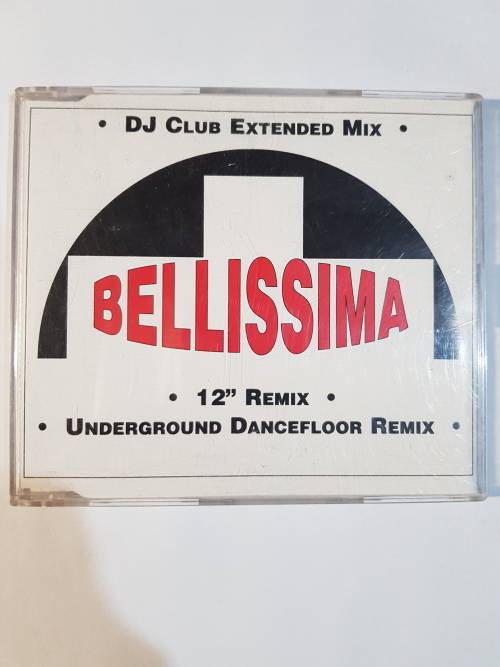 • DJ Club Extended Mix •
BELLISSIMA
• 12” Remix •
• Underground Dancefloor Remix •